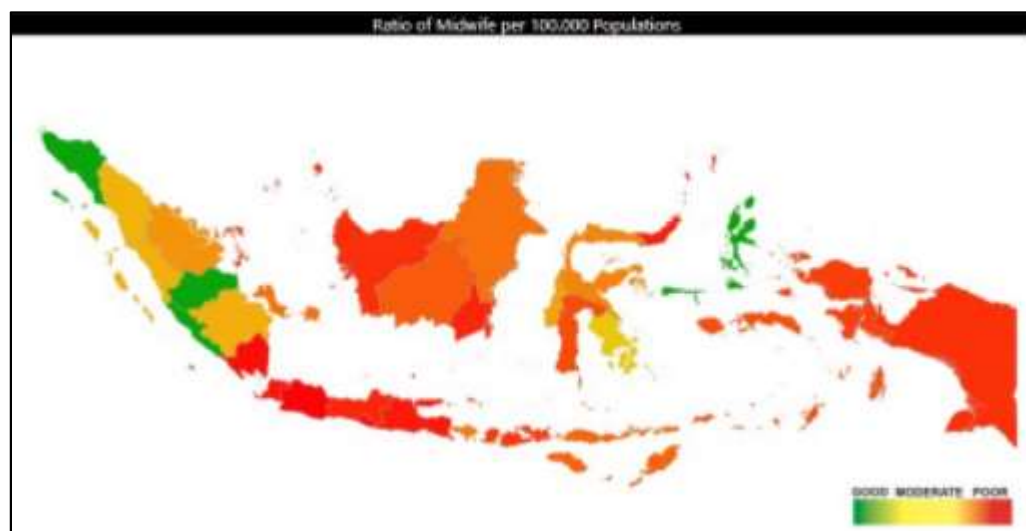 Ratio of Midwife per 100.000 Populations
GOOD MODERATE POOR